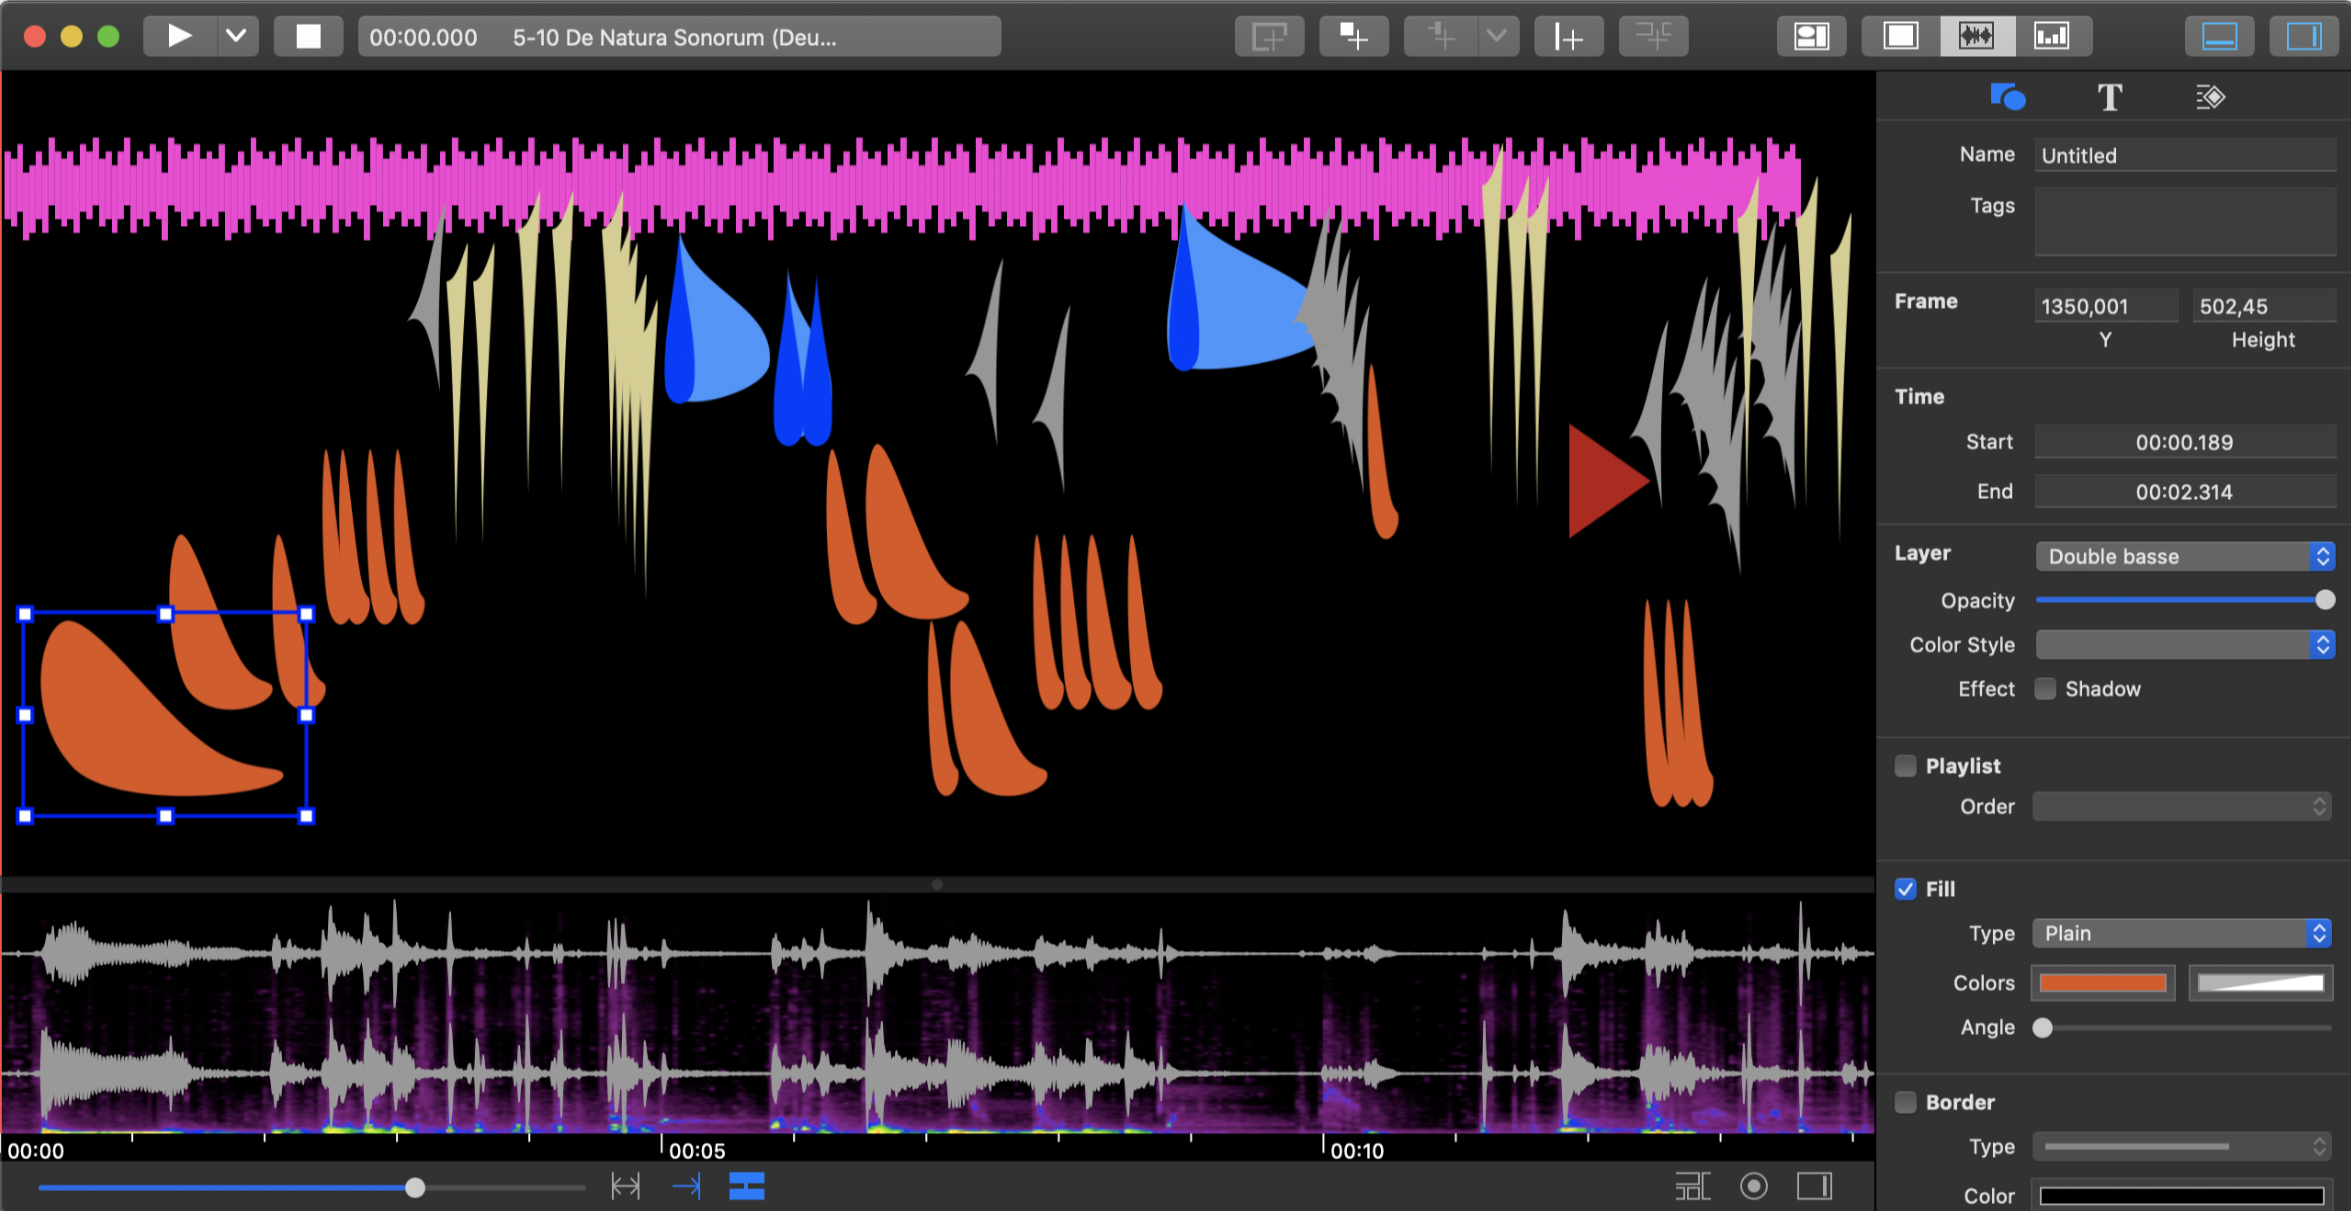 00:00.000 5-10 De Natura Sonorum (Deu...
T
Name Untitled
Tags
Frame 1350,001 502,45
Y Height
Time
Start 00:00.189
End 00:02.314
Layer Double basse
Opacity
Color Style
Effect Shadow
Playlist
Order
Fill
Type Plain
Colors
Angle
Border
Type
Color
00:00 00:05 00:10